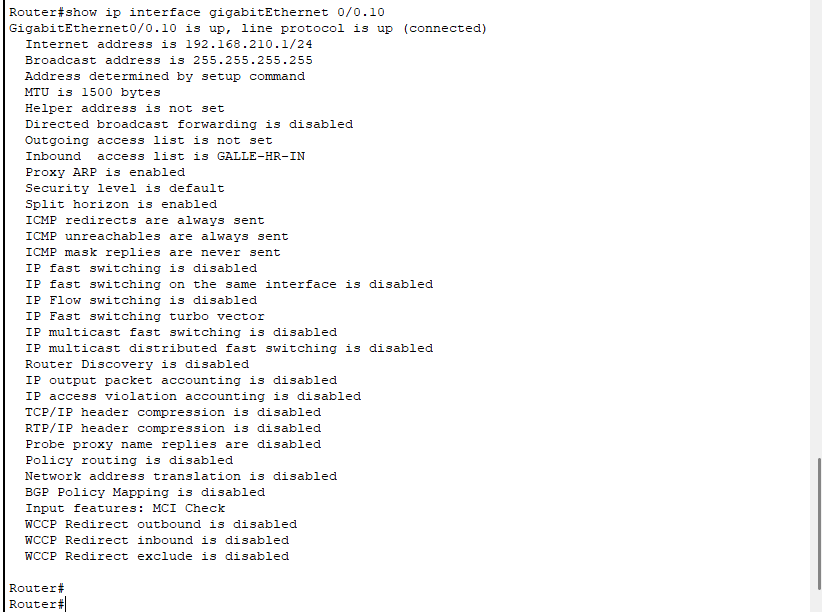 Router#show ip interface gigabitEthernet 0/0.10
GigabitEthernet0/0.10 is up, line protocol is up (connected)
  Internet address is 192.168.210.1/24
  Broadcast address is 255.255.255.255
  Address determined by setup command
  MTU is 1500 bytes
  Helper address is not set
  Directed broadcast forwarding is disabled
  Outgoing access list is not set
  Inbound  access list is GALLE-HR-IN
  Proxy ARP is enabled
  Security level is default
  Split horizon is enabled
  ICMP redirects are always sent
  ICMP unreachables are always sent
  ICMP mask replies are never sent
  IP fast switching is disabled
  IP fast switching on the same interface is disabled
  IP Flow switching is disabled
  IP Fast switching turbo vector
  IP multicast fast switching is disabled
  IP multicast distributed fast switching is disabled
  Router Discovery is disabled
  IP output packet accounting is disabled
  IP access violation accounting is disabled
  TCP/IP header compression is disabled
  RTP/IP header compression is disabled
  Probe proxy name replies are disabled
  Policy routing is disabled
  Network address translation is disabled
  BGP Policy Mapping is disabled
  Input features: MCI Check
  WCCP Redirect outbound is disabled
  WCCP Redirect inbound is disabled
  WCCP Redirect exclude is disabled

Router#
Router#